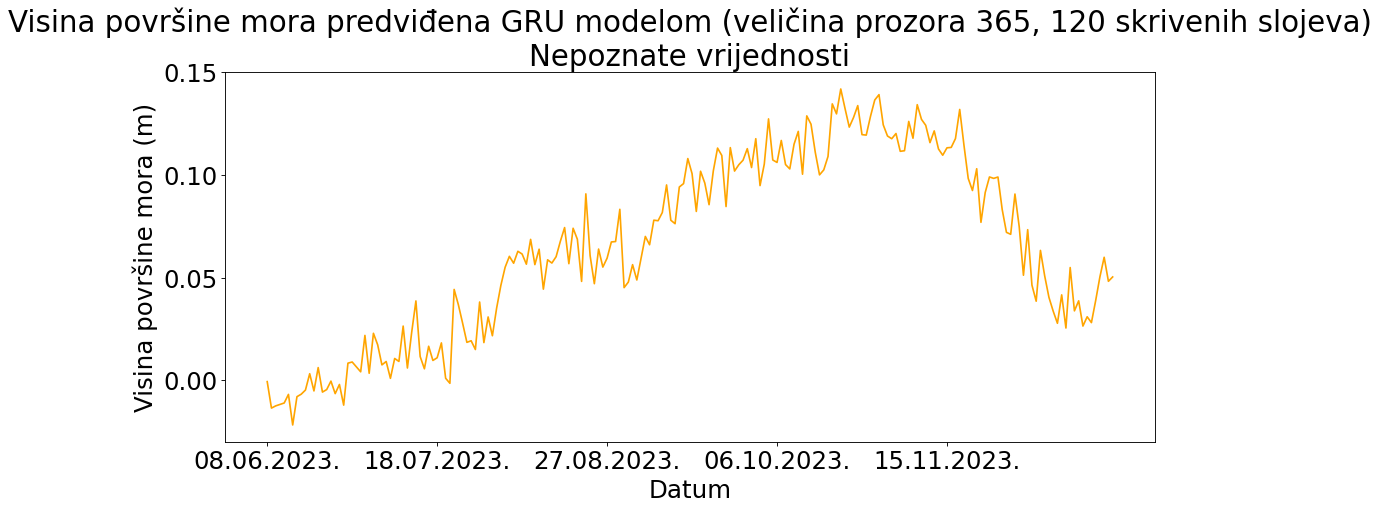 Visina površine mora predviđena GRU modelom (veličina prozora 365, 120 skrivenih slojeva)
Nepoznate vrijednosti
0.15
0.10
0.05
0.00
Visina površine mora (m)
08.06.2023. 18.07.2023. 27.08.2023. 06.10.2023. 15.11.2023.
Datum